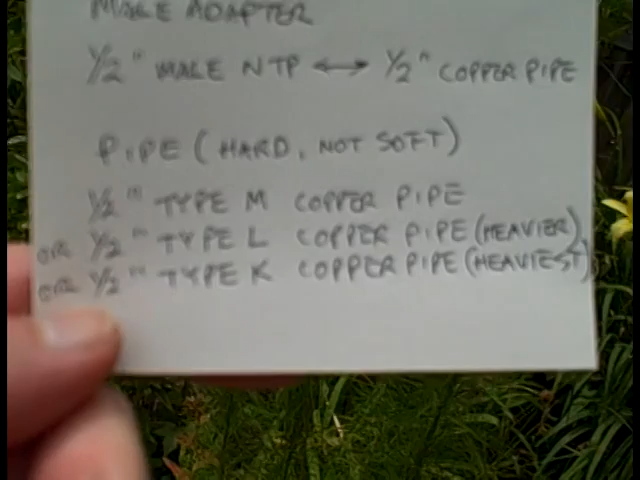 MALE ADAPTER
1/2" MALE NTP ↔ 1/2" COPPER PIPE
PIPE (HARD, NOT SOFT)
1/2" TYPE M COPPER PIPE
OR 1/2" TYPE L COPPER PIPE (HEAVIER)
OR 1/2" TYPE K COPPER PIPE (HEAVIEST)